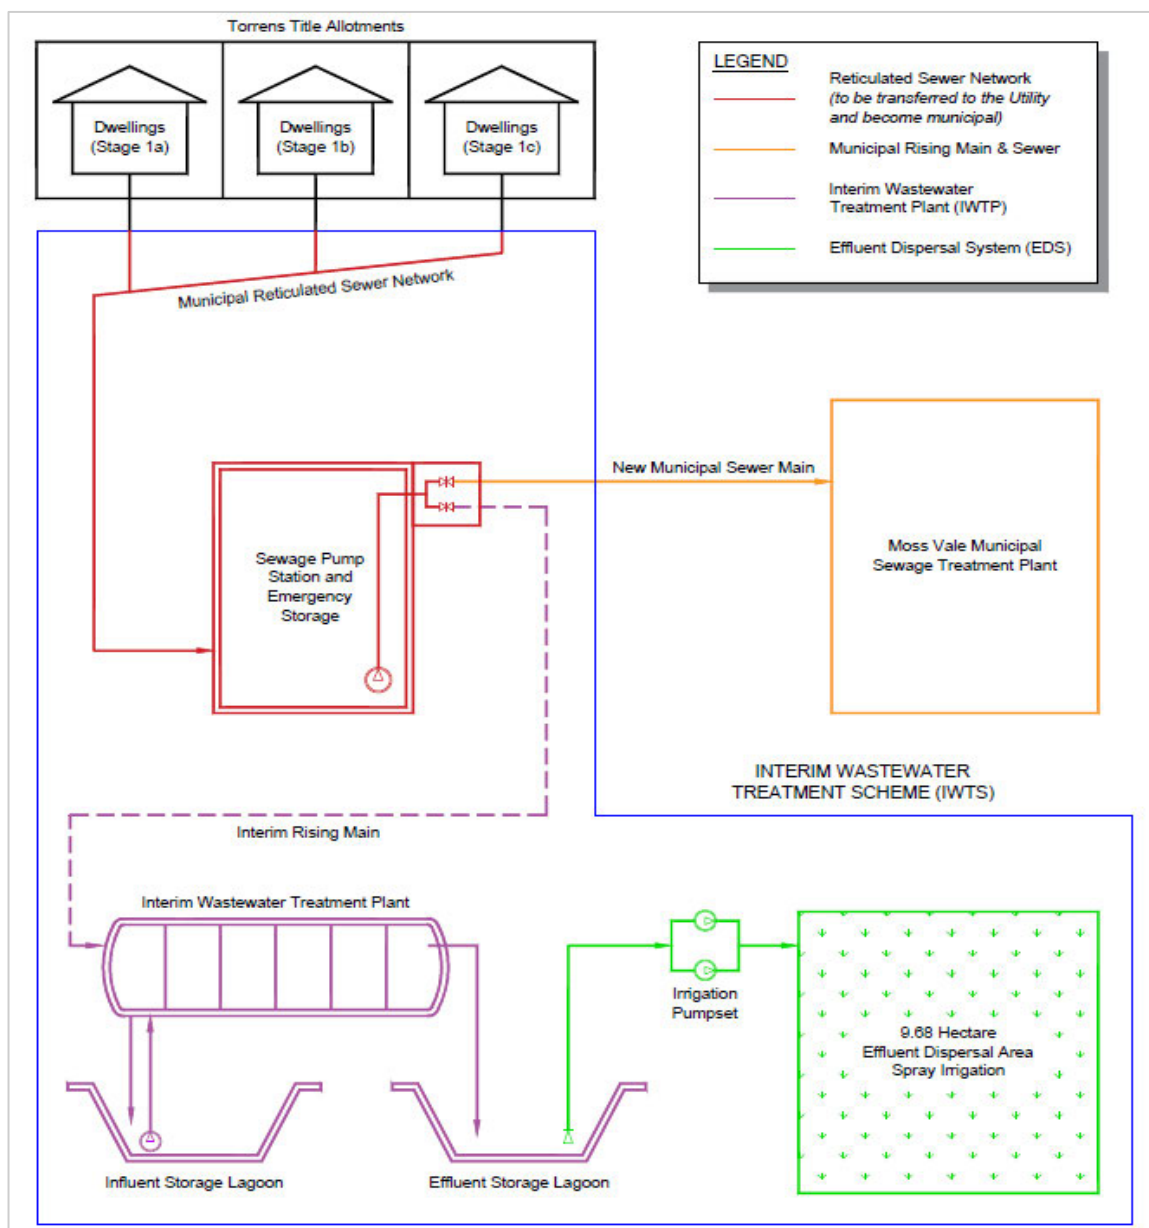 Torrens Title Allotments
Dwellings
(Stage 1a)
Dwellings
(Stage 1b)
Dwellings
(Stage 1c)
LEGEND
Reticulated Sewer Network
(to be transferred to the Utility
and become municipal)
Municipal Rising Main & Sewer
Interim Wastewater
Treatment Plant (IWTP)
Effluent Dispersal System (EDS)
Municipal Reticulated Sewer Network
New Municipal Sewer Main
Sewage Pump
Station and
Emergency
Storage
Moss Vale Municipal
Sewage Treatment Plant
INTERIM WASTEWATER
TREATMENT SCHEME (IWTS)
Interim Rising Main
Interim Wastewater Treatment Plant
Irrigation
Pumpset
9.68 Hectare
Effluent Dispersal Area
Spray Irrigation
Influent Storage Lagoon
Effluent Storage Lagoon